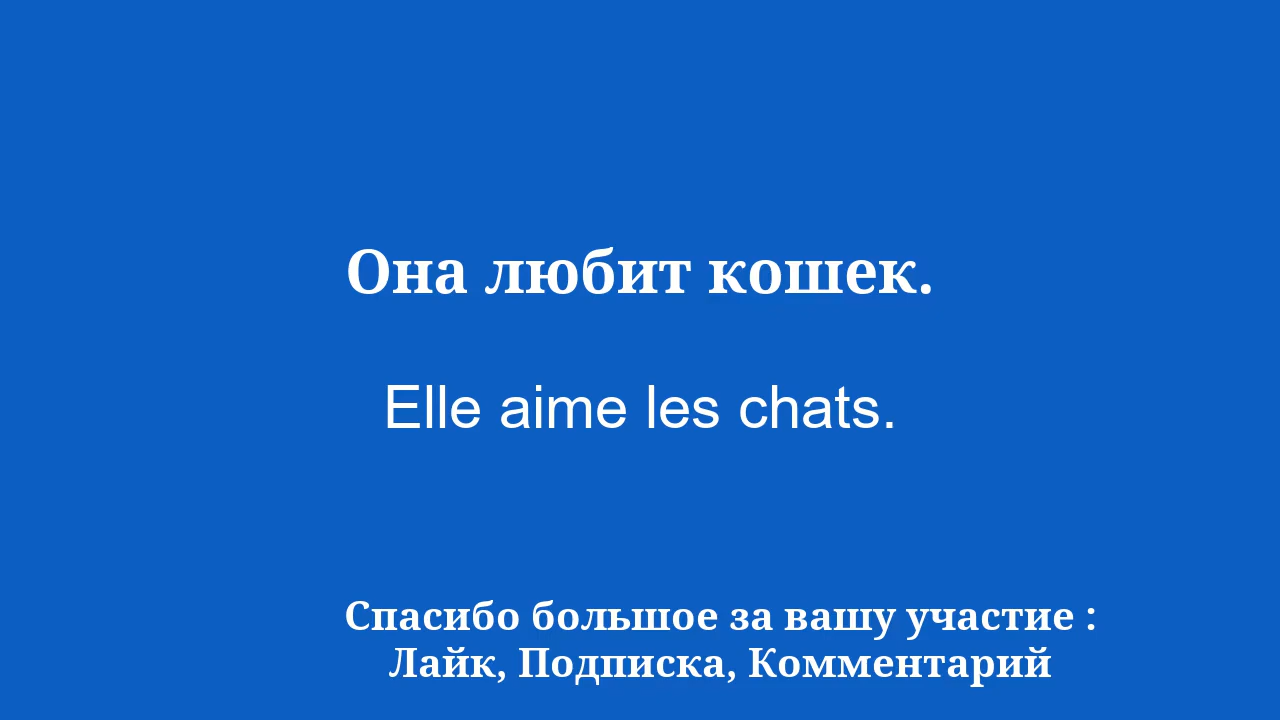 Она любит кошек.
Elle aime les chats.
Спасибо большое за вашу участие :
Лайк, Подписка, Комментарий